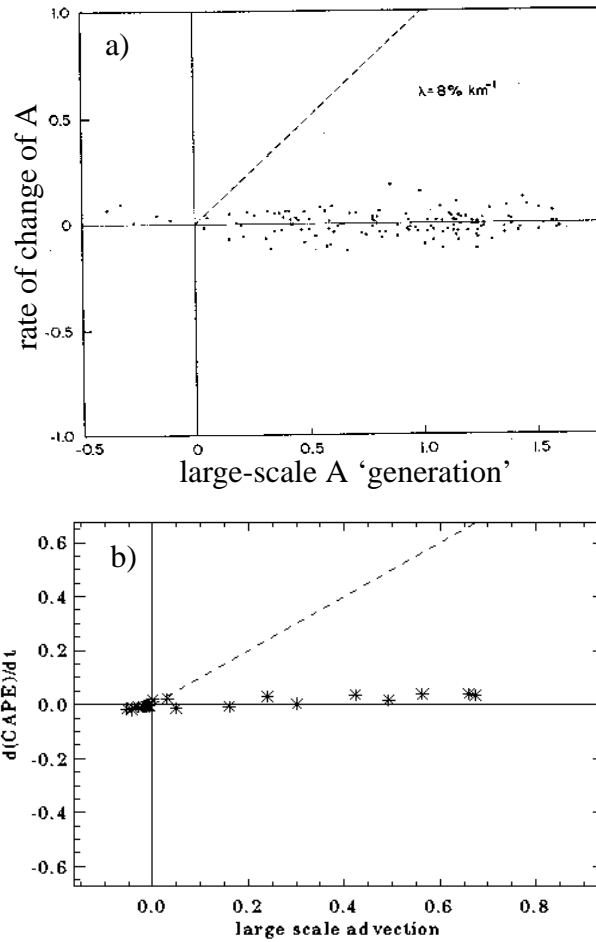 a)
λ=8% km⁻¹
rate of change of A
1.0
0.5
0
-0.5
-1.0
-0.5 0 0.5 1.0 1.5
large-scale A 'generation'
b)
d(CAPE)/dt
0.6
0.4
0.2
0.0
-0.2
-0.4
-0.6
0.0 0.2 0.4 0.6 0.8
large scale advection